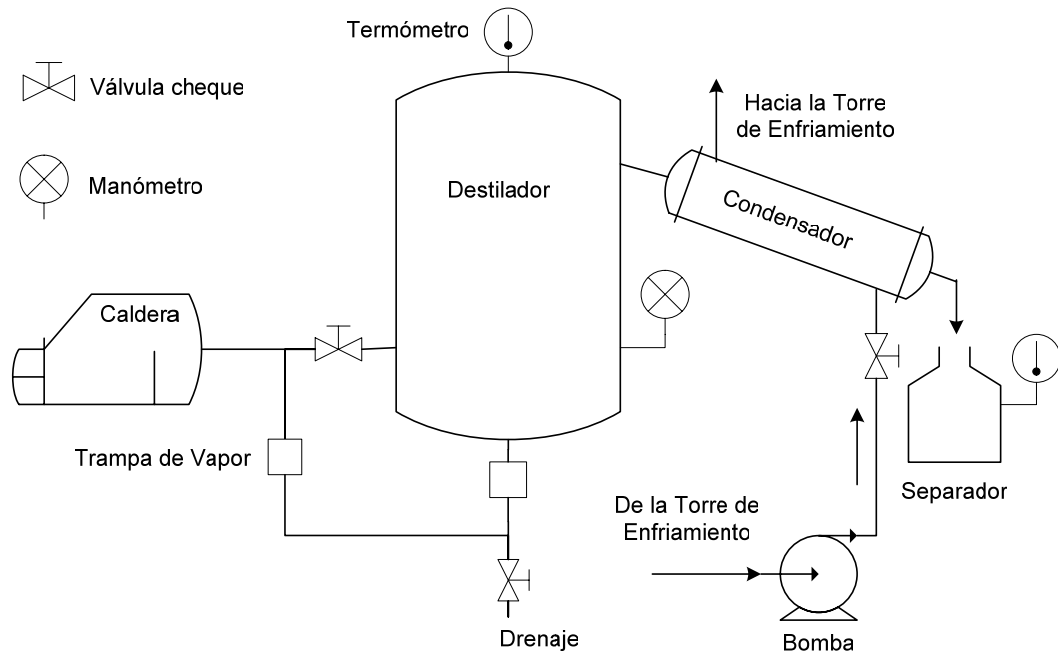 Termómetro
Válvula cheque
Hacia la Torre
de Enfriamiento
Manómetro
Destilador
Condensador
Caldera
Trampa de Vapor
Separador
De la Torre de
Enfriamiento
Drenaje
Bomba